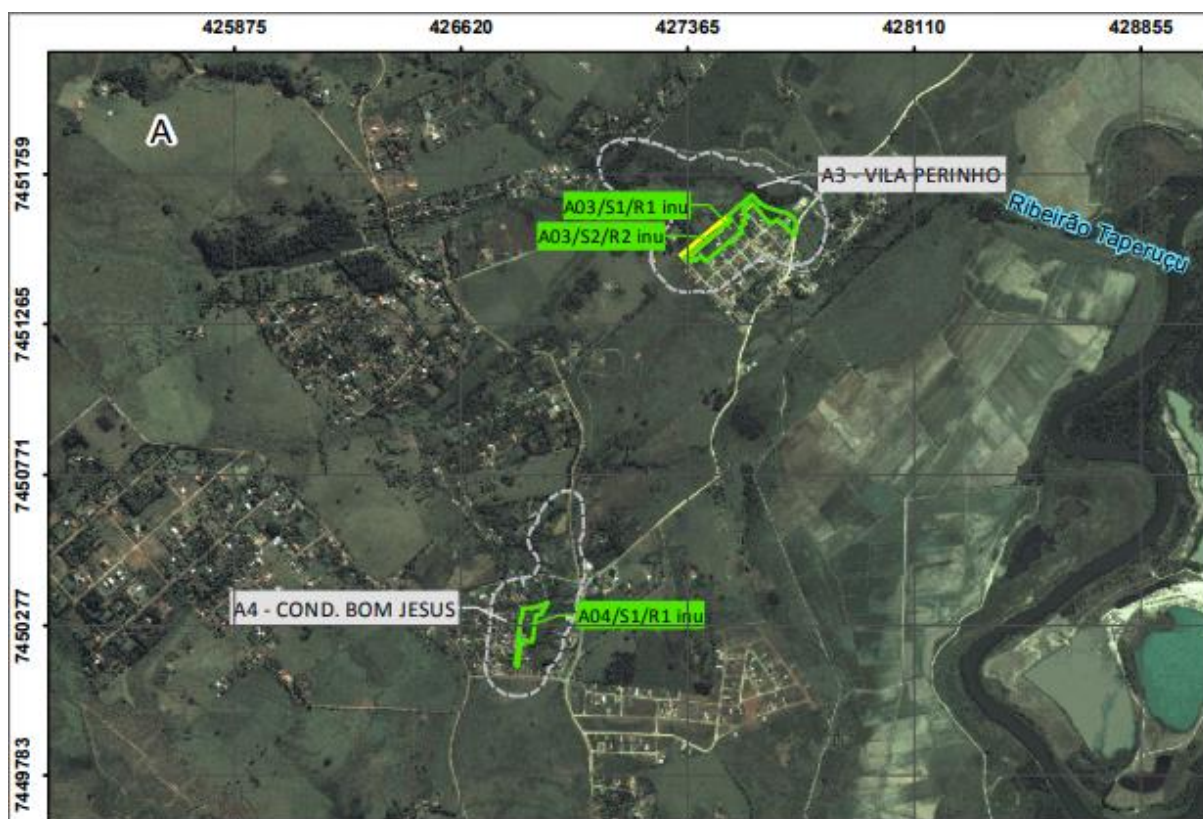 425875 426620 427365 428110 428855
A
7451759
A3 - VILA PERINHO
A03/S1/R1 inu
A03/S2/R2 inu
Ribeirão Taperuçu
7451265
7450771
A4 - COND. BOM JESUS
A04/S1/R1 inu
7450277
7449783